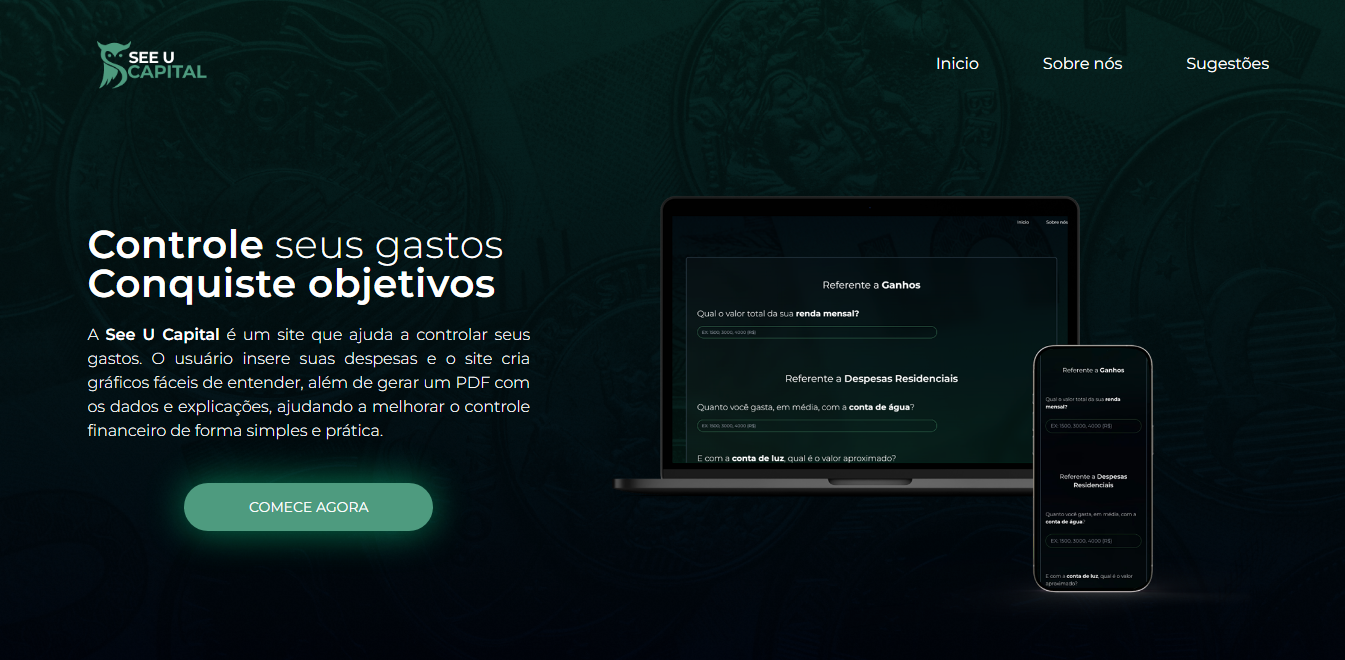 SEE U
CAPITAL
Inicio
Sobre nós
Sugestões
Controle seus gastos
Conquiste objetivos
A See U Capital é um site que ajuda a controlar seus
gastos. O usuário insere suas despesas e o site cria
gráficos fáceis de entender, além de gerar um PDF com
os dados e explicações, ajudando a melhorar o controle
financeiro de forma simples e prática.
COMECE AGORA
Inicio
Sobre nós
Referente a Ganhos
Qual o valor total da sua renda mensal?
EX: 1500, 3000, 4000 (R$)
Referente a Despesas Residenciais
Quanto você gasta, em média, com a conta de água?
EX: 1500, 3000, 4000 (R$)
E com a conta de luz, qual é o valor aproximado?
Referente a Ganhos
Qual o valor total da sua renda
mensal?
EX: 1500, 3000, 4000 (R$)
Referente a Despesas
Residenciais
Quanto você gasta, em média, com a
conta de água?
EX: 1500, 3000, 4000 (R$)
E com a conta de luz, qual é o valor
aproximado?